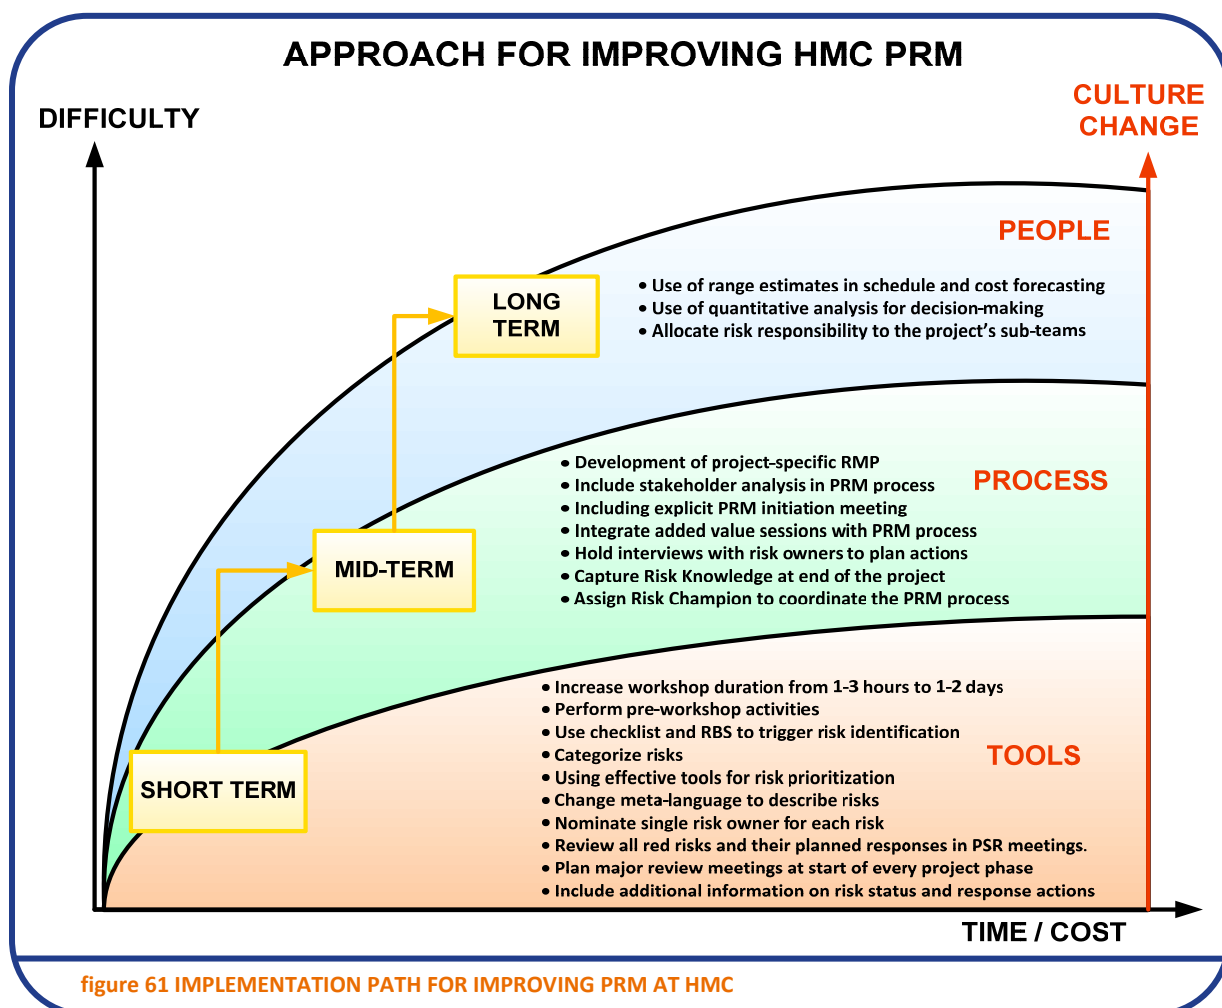 APPROACH FOR IMPROVING HMC PRM
DIFFICULTY
CULTURE
CHANGE
PEOPLE
LONG
TERM
• Use of range estimates in schedule and cost forecasting
• Use of quantitative analysis for decision-making
• Allocate risk responsibility to the project's sub-teams
PROCESS
MID-TERM
• Development of project-specific RMP
• Include stakeholder analysis in PRM process
• Including explicit PRM initiation meeting
• Integrate added value sessions with PRM process
• Hold interviews with risk owners to plan actions
• Capture Risk Knowledge at end of the project
• Assign Risk Champion to coordinate the PRM process
TOOLS
SHORT TERM
• Increase workshop duration from 1-3 hours to 1-2 days
• Perform pre-workshop activities
• Use checklist and RBS to trigger risk identification
• Categorize risks
• Using effective tools for risk prioritization
• Change meta-language to describe risks
• Nominate single risk owner for each risk
• Review all red risks and their planned responses in PSR meetings.
• Plan major review meetings at start of every project phase
• Include additional information on risk status and response actions
TIME / COST
figure 61 IMPLEMENTATION PATH FOR IMPROVING PRM AT HMC